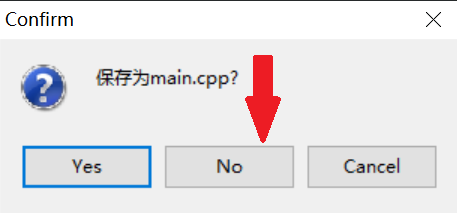 Confirm
保存为main.cpp?
Yes
No
Cancel